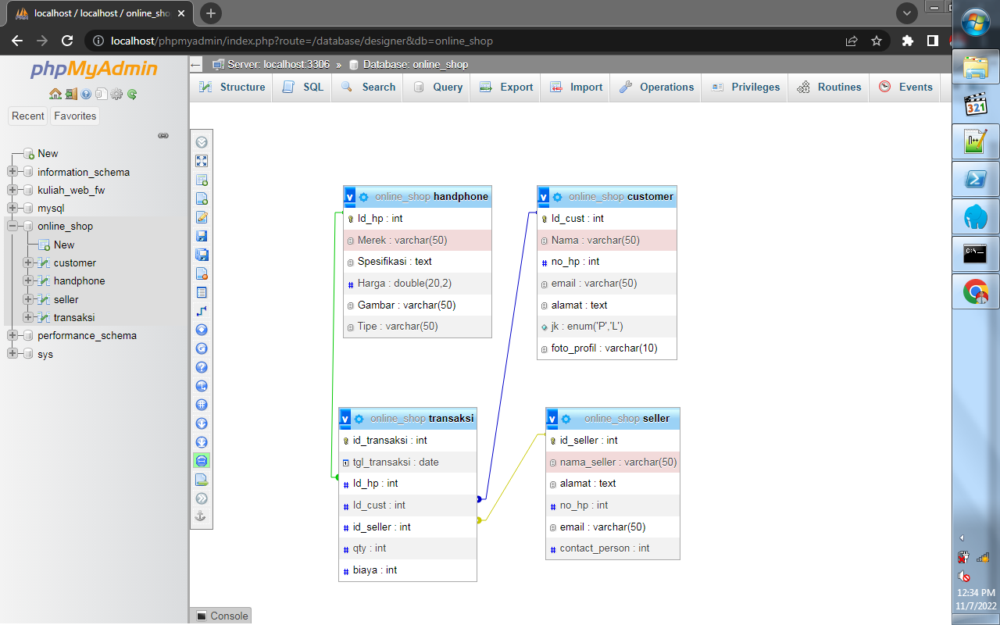 localhost / localhost / online_sho
localhost/phpmyadmin/index.php?route=/database/designer&db=online_shop
phpMyAdmin
Recent Favorites
New
information_schema
kuliah_web_fw
mysql
online_shop
New
customer
handphone
seller
transaksi
performance_schema
sys
Server: localhost:3306 » Database: online_shop
Structure SQL Search Query Export Import Operations Privileges Routines Events
v online_shop handphone
Id_hp : int
Merek : varchar(50)
Spesifikasi : text
# Harga : double(20,2)
Gambar : varchar(50)
Tipe : varchar(50)
v online_shop customer
Id_cust : int
Nama : varchar(50)
# no_hp : int
email : varchar(50)
alamat : text
jk : enum('P','L')
foto_profil : varchar(10)
v online_shop transaksi
id_transaksi : int
tgl_transaksi : date
# Id_hp : int
# Id_cust : int
# id_seller : int
# qty : int
# biaya : int
v online_shop seller
id_seller : int
nama_seller : varchar(50)
alamat : text
# no_hp : int
email : varchar(50)
# contact_person : int
Console
321
12:34 PM
11/7/2022